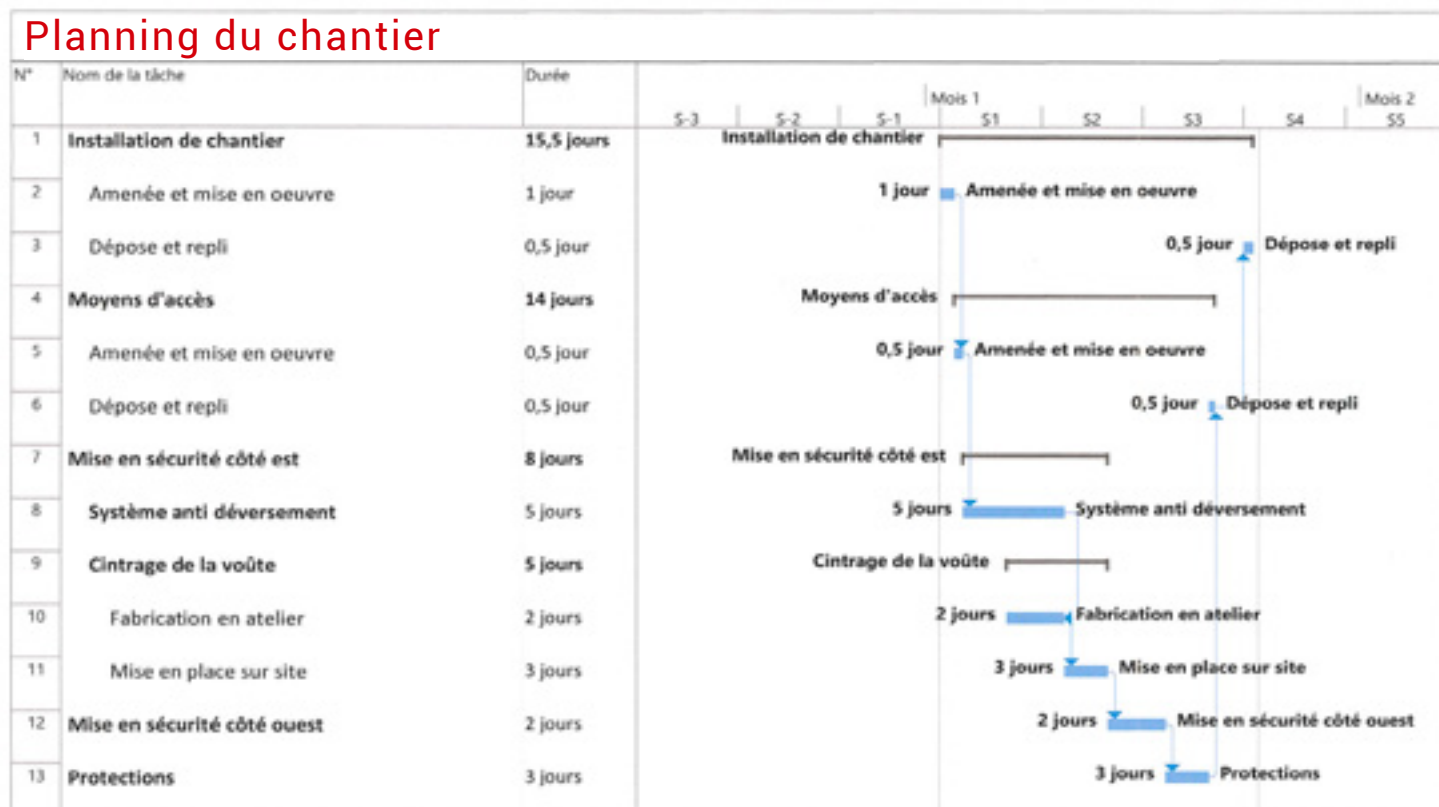 Planning du chantier
N° Nom de la tâche Durée
Mois 1 Mois 2
S-3 S-2 S-1 S1 S2 S3 S4 S5
1 Installation de chantier 15,5 jours Installation de chantier
2 Amenée et mise en oeuvre 1 jour 1 jour Amenée et mise en oeuvre
3 Dépose et repli 0,5 jour 0,5 jour Dépose et repli
4 Moyens d'accès 14 jours Moyens d'accès
5 Amenée et mise en oeuvre 0,5 jour 0,5 jour Amenée et mise en oeuvre
6 Dépose et repli 0,5 jour 0,5 jour Dépose et repli
7 Mise en sécurité côté est 8 jours Mise en sécurité côté est
8 Système anti déversement 5 jours 5 jours Système anti déversement
9 Cintrage de la voûte 5 jours Cintrage de la voûte
10 Fabrication en atelier 2 jours 2 jours Fabrication en atelier
11 Mise en place sur site 3 jours 3 jours Mise en place sur site
12 Mise en sécurité côté ouest 2 jours 2 jours Mise en sécurité côté ouest
13 Protections 3 jours 3 jours Protections